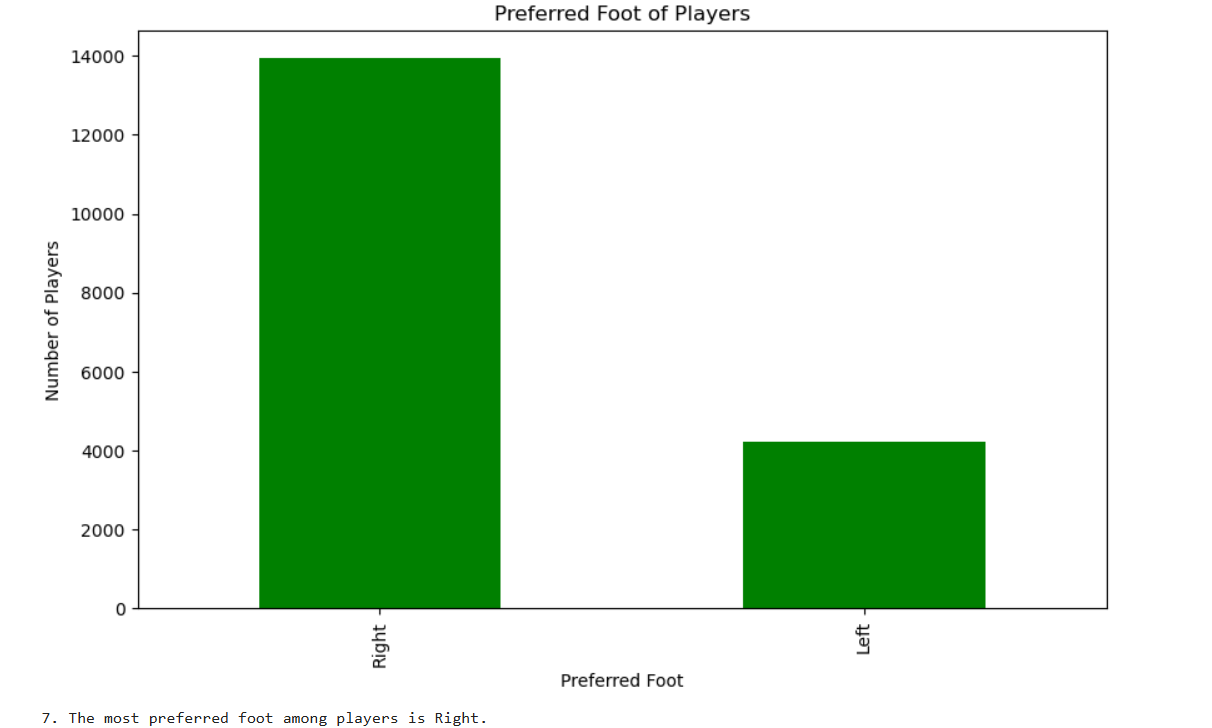 Preferred Foot of Players
14000
12000
10000
8000
6000
4000
2000
0
Number of Players
Right
Left
Preferred Foot
7. The most preferred foot among players is Right.